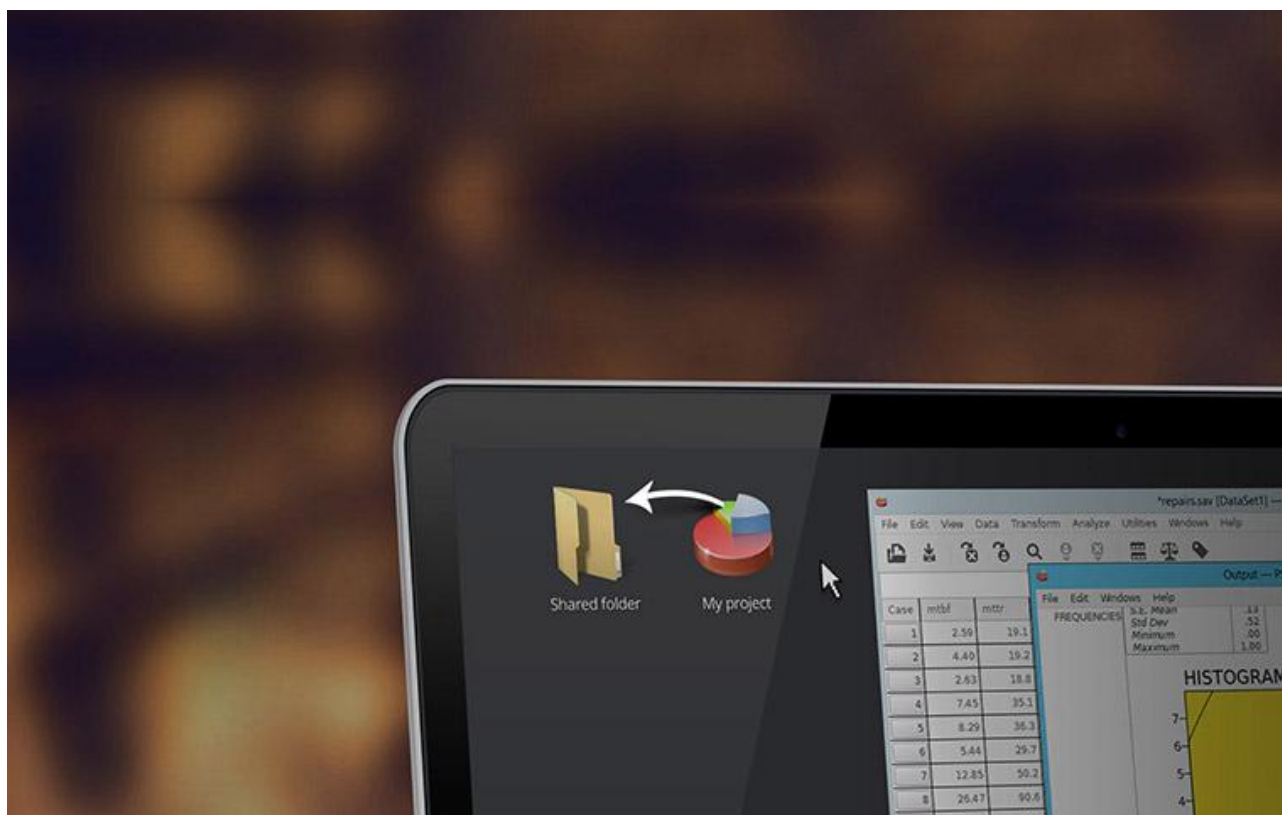 Shared folder
My project
*repairs.sav [DataSet1] —
File Edit View Data Transform Analyze Utilities Windows Help
Case mtbf mttr
1 2.59 19.1
2 4.40 19.2
3 2.63 18.8
4 7.45 35.1
5 8.29 36.3
6 5.44 29.7
7 12.85 50.2
8 26.47 90.6
Output — P
File Edit Windows Help
FREQUENCIES
S.E. Mean .13
Std Dev .52
Minimum .00
Maximum 1.00
HISTOGRAM
7
6
5
4